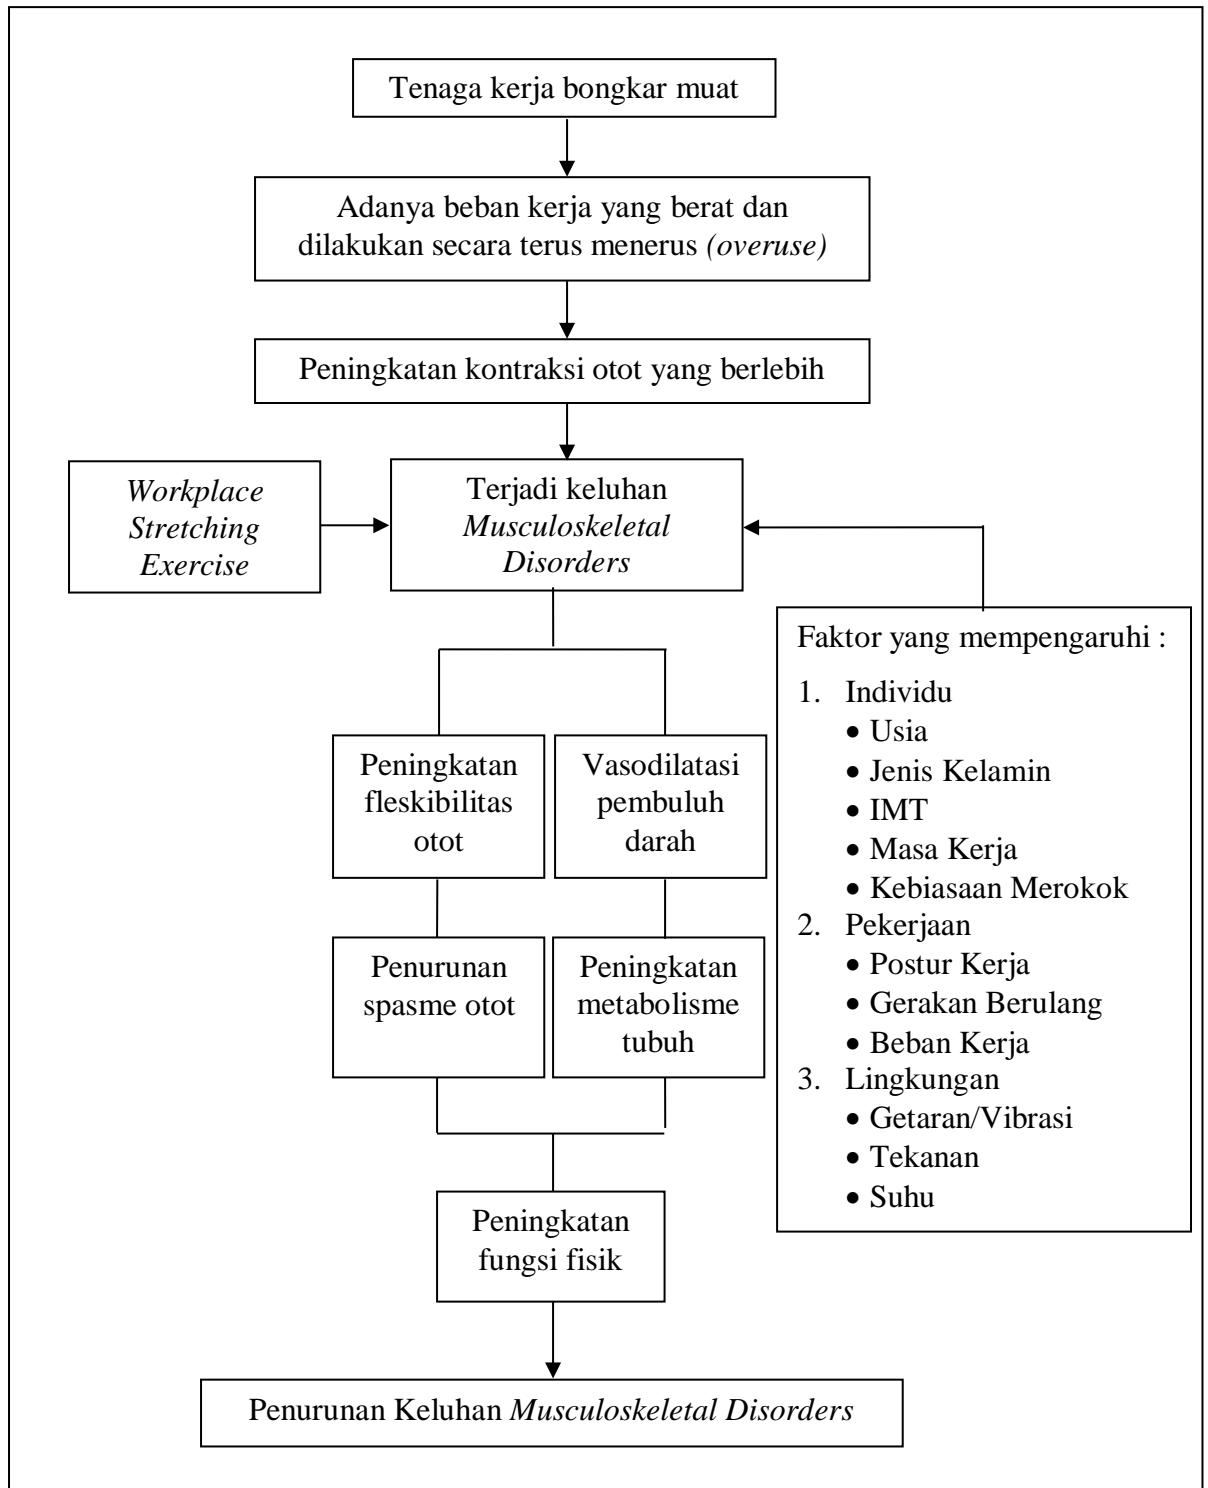 Tenaga kerja bongkar muat
Adanya beban kerja yang berat dan
dilakukan secara terus menerus (overuse)
Peningkatan kontraksi otot yang berlebih
Workplace
Stretching
Exercise
Terjadi keluhan
Musculoskeletal
Disorders
Faktor yang mempengaruhi :
1. Individu
• Usia
• Jenis Kelamin
• IMT
• Masa Kerja
• Kebiasaan Merokok
2. Pekerjaan
• Postur Kerja
• Gerakan Berulang
• Beban Kerja
3. Lingkungan
• Getaran/Vibrasi
• Tekanan
• Suhu
Peningkatan
fleskibilitas
otot
Vasodilatasi
pembuluh
darah
Penurunan
spasme otot
Peningkatan
metabolisme
tubuh
Peningkatan
fungsi fisik
Penurunan Keluhan Musculoskeletal Disorders